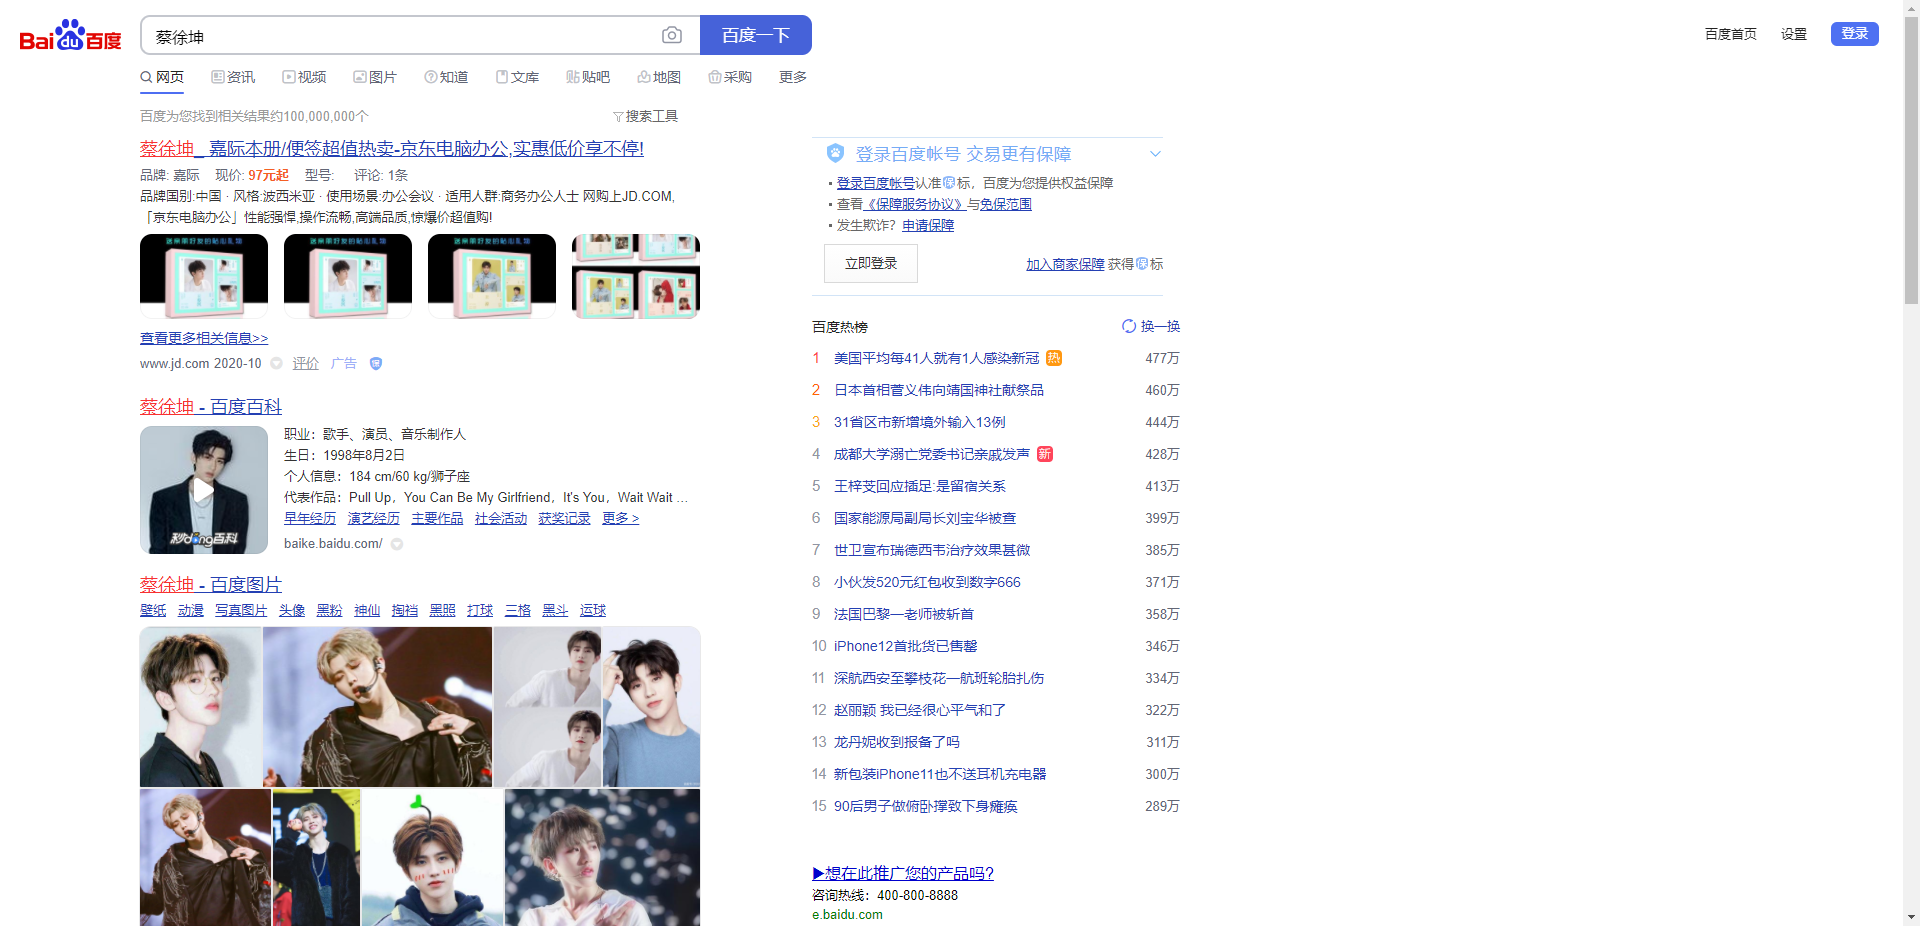 Bai du 百度
蔡徐坤
百度一下
百度首页 设置 登录
网页 资讯 视频 图片 知道 文库 贴吧 地图 采购 更多
百度为您找到相关结果约100,000,000个
搜索工具
蔡徐坤_ 嘉际本册/便签超值热卖-京东电脑办公,实惠低价享不停!
品牌: 嘉际 现价: 97元起 型号: 评论: 1条
品牌国别:中国 · 风格:波西米亚 · 使用场景:办公会议 · 适用人群:商务办公人士 网购上JD.COM,
「京东电脑办公」性能强悍,操作流畅,高端品质,惊爆价超值购!
查看更多相关信息>>
www.jd.com 2020-10 评价 广告 保
蔡徐坤 - 百度百科
职业：歌手、演员、音乐制作人
生日：1998年8月2日
个人信息：184 cm/60 kg/狮子座
代表作品：Pull Up，You Can Be My Girlfriend，It's You，Wait Wait ...
早年经历 演艺经历 主要作品 社会活动 获奖记录 更多 >
秒dong百科
baike.baidu.com/
蔡徐坤 - 百度图片
壁纸 动漫 写真图片 头像 黑粉 神仙 掏裆 黑照 打球 三格 黑斗 运球
登录百度帐号 交易更有保障
登录百度帐号认准保标，百度为您提供权益保障
查看《保障服务协议》与免保范围
发生欺诈？申请保障
立即登录
加入商家保障 获得保标
百度热榜
换一换
1 美国平均每41人就有1人感染新冠 热 477万
2 日本首相菅义伟向靖国神社献祭品 460万
3 31省区市新增境外输入13例 444万
4 成都大学溺亡党委书记亲戚发声 新 428万
5 王梓芠回应插足:是留宿关系 413万
6 国家能源局副局长刘宝华被查 399万
7 世卫宣布瑞德西韦治疗效果甚微 385万
8 小伙发520元红包收到数字666 371万
9 法国巴黎一老师被斩首 358万
10 iPhone12首批货已售罄 346万
11 深航西安至攀枝花一航班轮胎扎伤 334万
12 赵丽颖 我已经很心平气和了 322万
13 龙丹妮收到报备了吗 311万
14 新包装iPhone11也不送耳机充电器 300万
15 90后男子做俯卧撑致下身瘫痪 289万
▶想在此推广您的产品吗?
咨询热线：400-800-8888
e.baidu.com